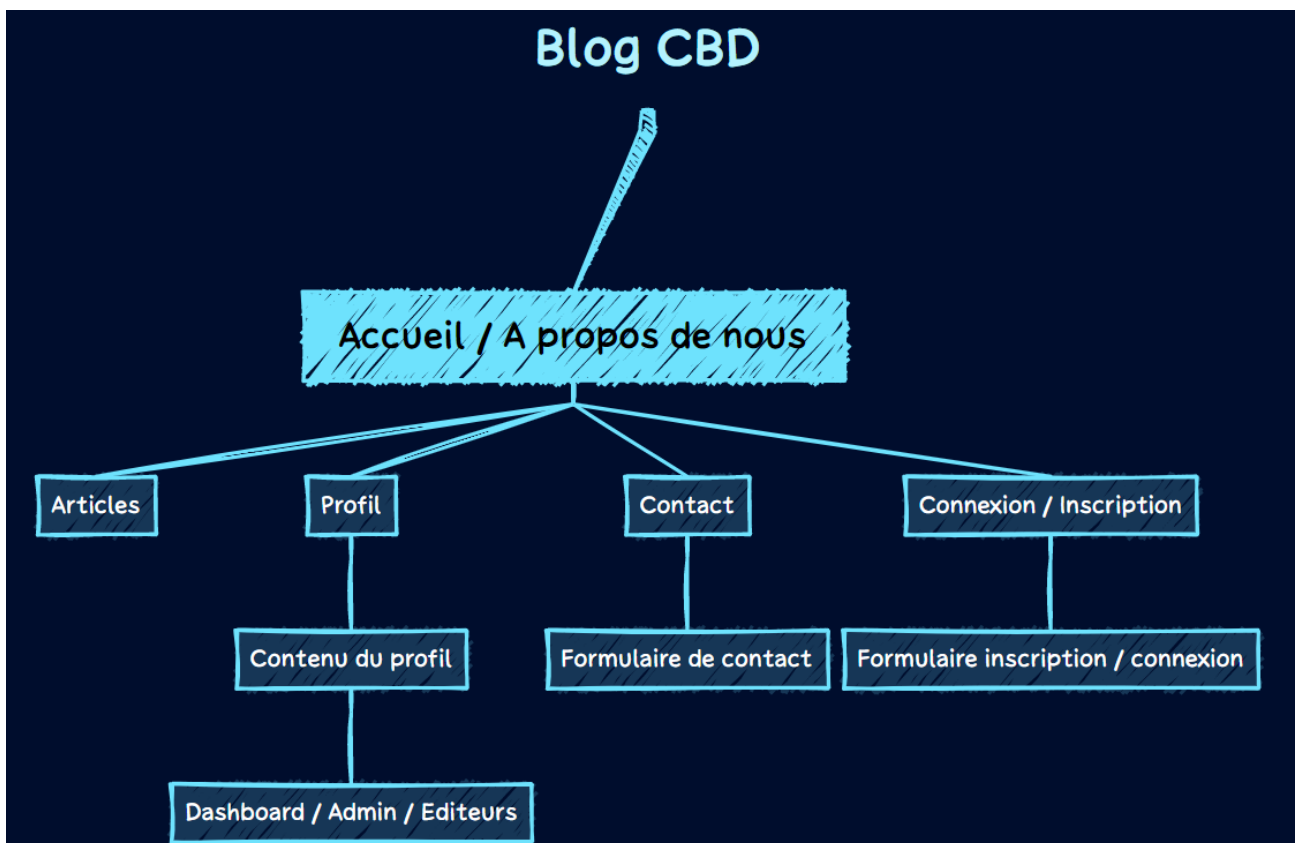 Blog CBD
Accueil / A propos de nous
Articles
Profil
Contact
Connexion / Inscription
Contenu du profil
Formulaire de contact
Formulaire inscription / connexion
Dashboard / Admin / Editeurs